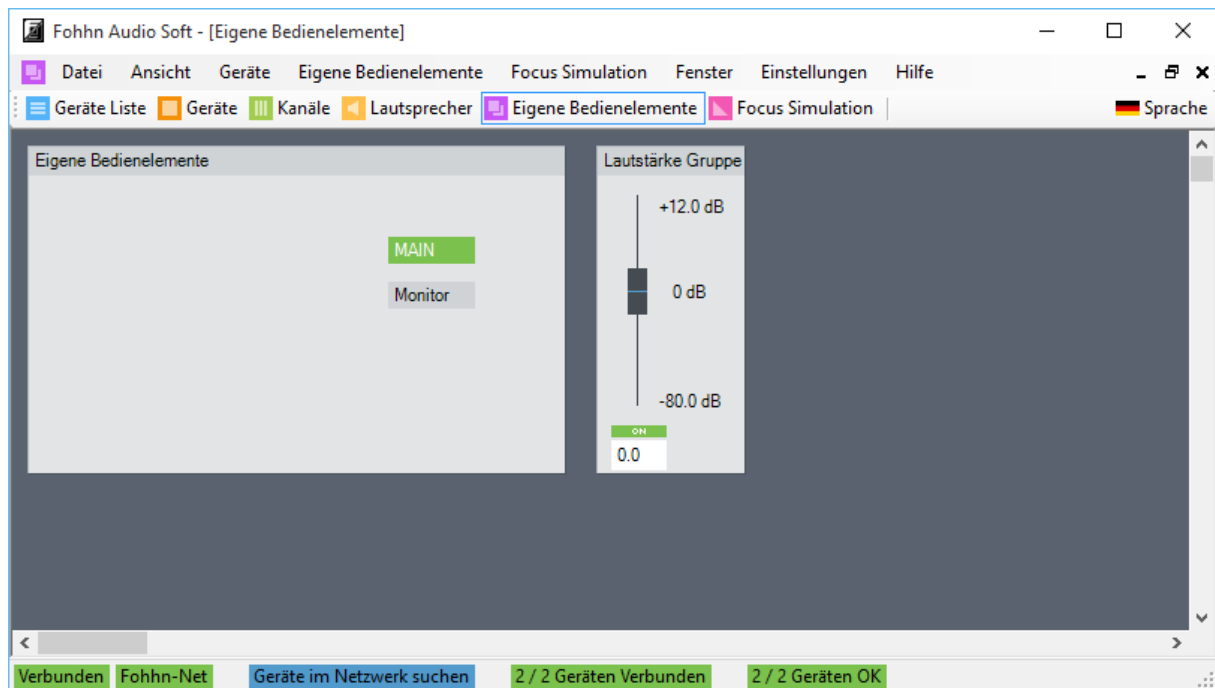 Fohhn Audio Soft - [Eigene Bedienelemente]
Datei Ansicht Geräte Eigene Bedienelemente Focus Simulation Fenster Einstellungen Hilfe
Geräte Liste Geräte Kanäle Lautsprecher Eigene Bedienelemente Focus Simulation Sprache
Eigene Bedienelemente
MAIN
Monitor
Lautstärke Gruppe
+12.0 dB
0 dB
-80.0 dB
ON
0.0
Verbunden Fohhn-Net Geräte im Netzwerk suchen 2 / 2 Geräten Verbunden 2 / 2 Geräten OK